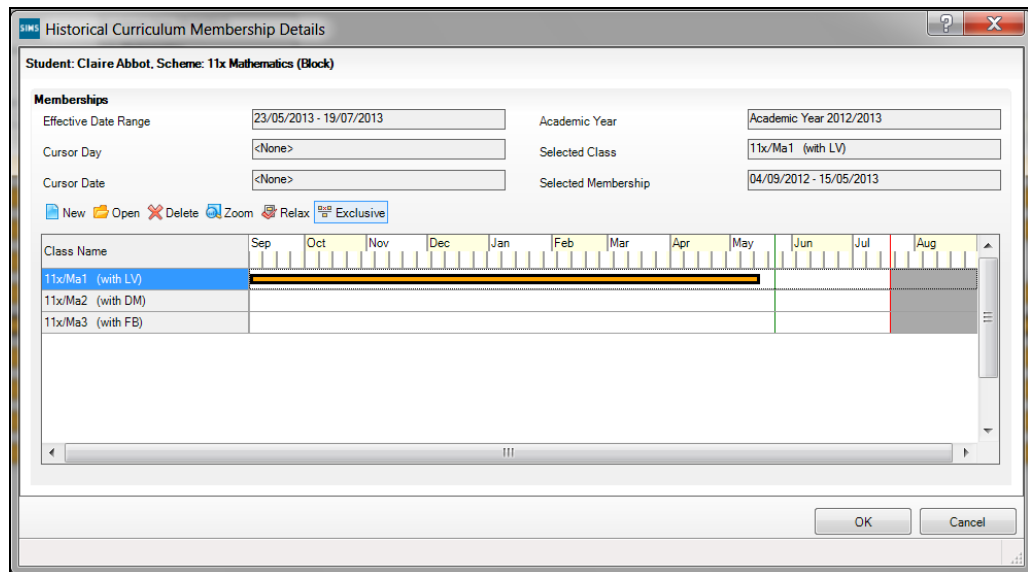 SIMS Historical Curriculum Membership Details
Student: Claire Abbot, Scheme: 11x Mathematics (Block)
Memberships
Effective Date Range 23/05/2013 - 19/07/2013 Academic Year Academic Year 2012/2013
Cursor Day <None> Selected Class 11x/Ma1 (with LV)
Cursor Date <None> Selected Membership 04/09/2012 - 15/05/2013
New Open Delete Zoom Relax Exclusive
Class Name Sep Oct Nov Dec Jan Feb Mar Apr May Jun Jul Aug
11x/Ma1 (with LV)
11x/Ma2 (with DM)
11x/Ma3 (with FB)
OK Cancel